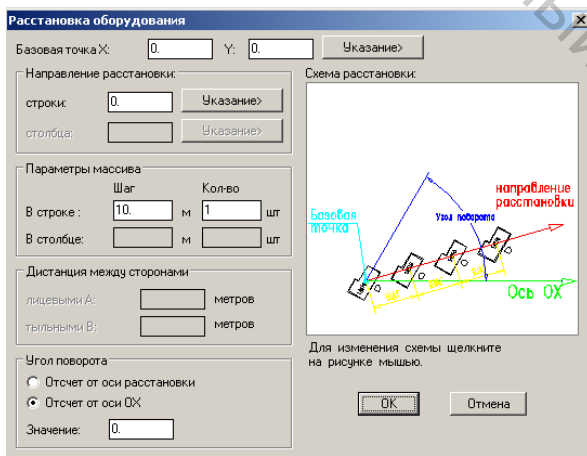 Расстановка оборудования
Базовая точка X: 0. Y: 0. Указание>
Направление расстановки:
строки: 0. Указание>
столбца: Указание>
Параметры массива
Шаг Кол-во
В строке : 10. м 1 шт
В столбце: м шт
Дистанция между сторонами
лицевыми А: метров
тыльными В: метров
Угол поворота
Отсчет от оси расстановки
Отсчет от оси ОХ
Значение: 0.
Схема расстановки:
направление
расстановки
Базовая
точка
Угол поворота
Ось ОХ
Для изменения схемы щелкните
на рисунке мышью.
OK Отмена